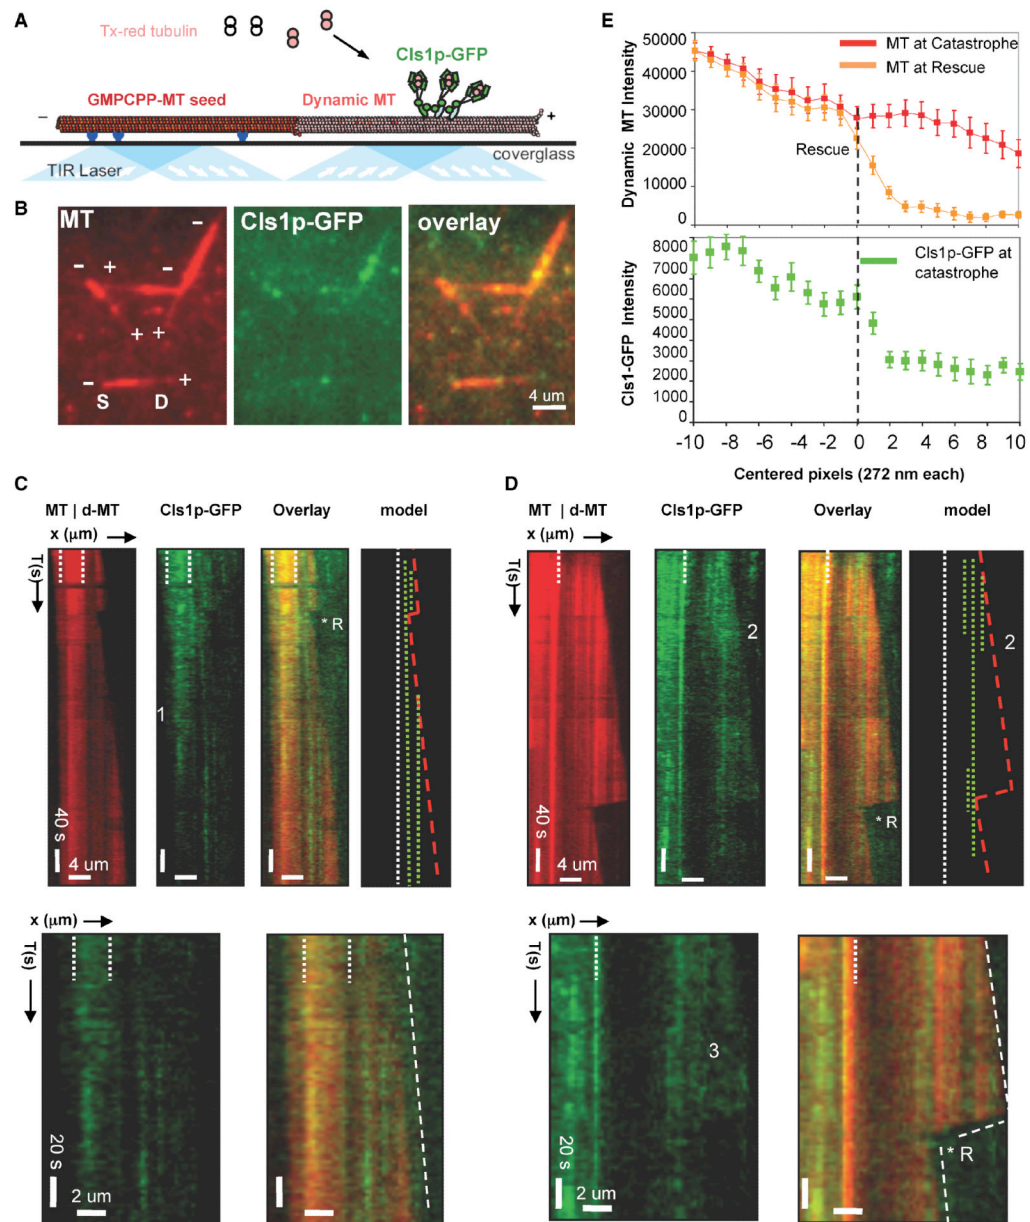 A
Tx-red tubulin
Cls1p-GFP
GMPCPP-MT seed
Dynamic MT
–
+
coverglass
TIR Laser
B
MT
Cls1p-GFP
overlay
–
–
+
–
+ +
–
+
S
D
4 um
E
50000
40000
30000
20000
10000
0
Dynamic MT Intensity
MT at Catastrophe
MT at Rescue
Rescue
8000
7000
6000
5000
4000
3000
2000
1000
0
Cls1-GFP Intensity
Cls1p-GFP at
catastrophe
-10 -8 -6 -4 -2 0 2 4 6 8 10
Centered pixels (272 nm each)
C
MT | d-MT
Cls1p-GFP
Overlay
model
x (μm)
T(s)
* R
1
40 s
4 um
x (μm)
T(s)
20 s
2 um
D
MT | d-MT
Cls1p-GFP
Overlay
model
x (μm)
T(s)
2
2
* R
40 s
4 um
x (μm)
T(s)
3
* R
20 s
2 um